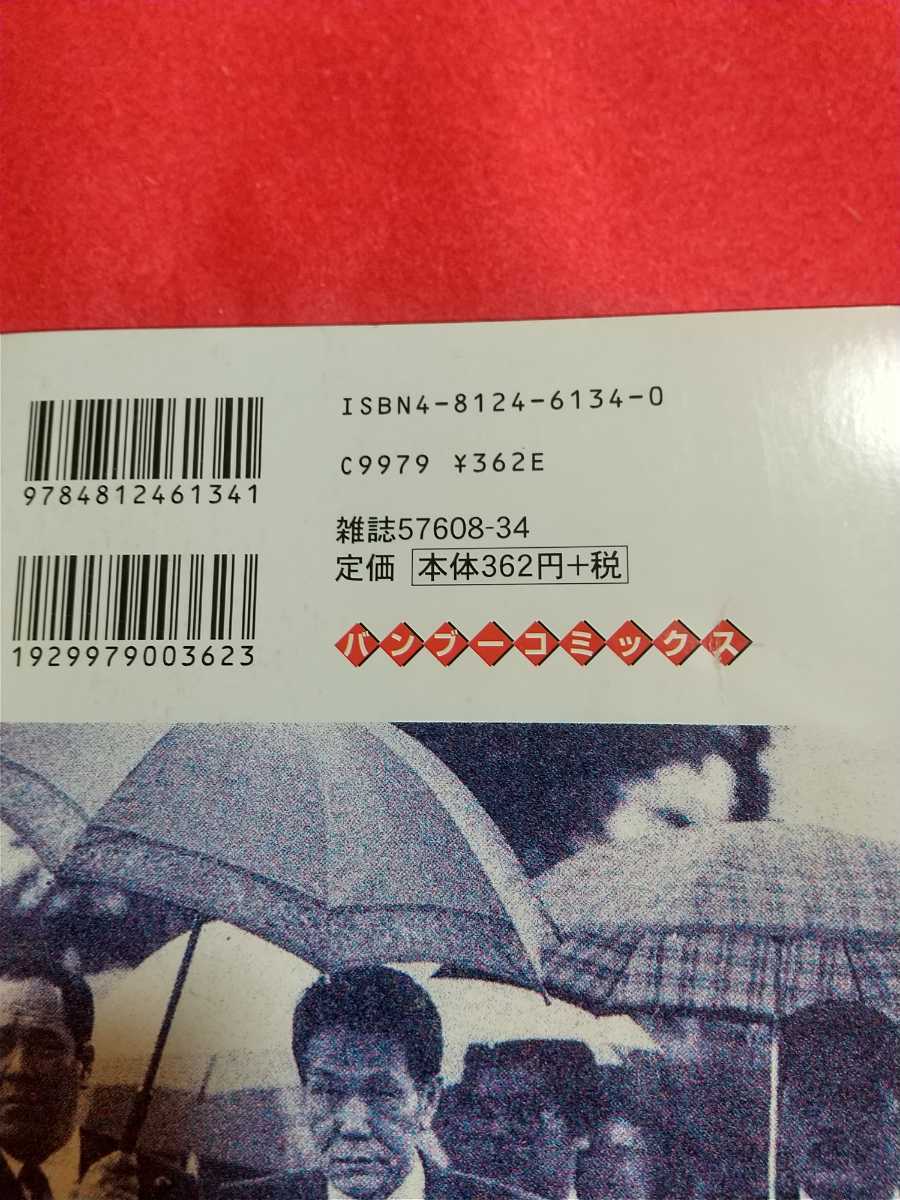 9784812461341
1929979003623
ISBN4-8124-6134-0
C9979 ¥362E
雑誌57608-34
定価 本体362円+税
バンブーコミックス